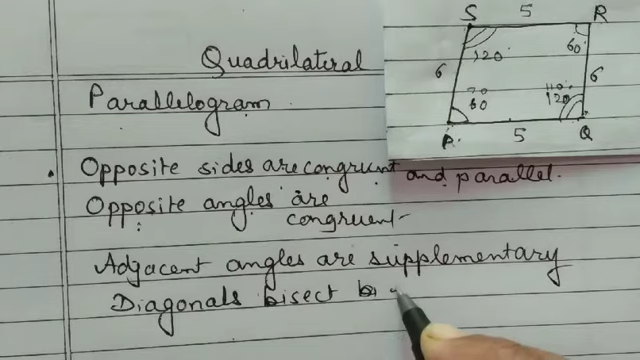 S 5 R
120° 60
6 6
70 110°
60 120
P. 5 Q
Quadrilateral
Parallelogram
. Opposite sides are congruent and parallel.
Opposite angles are
congruent
Adjacent angles are supplementary
Diagonals bisect